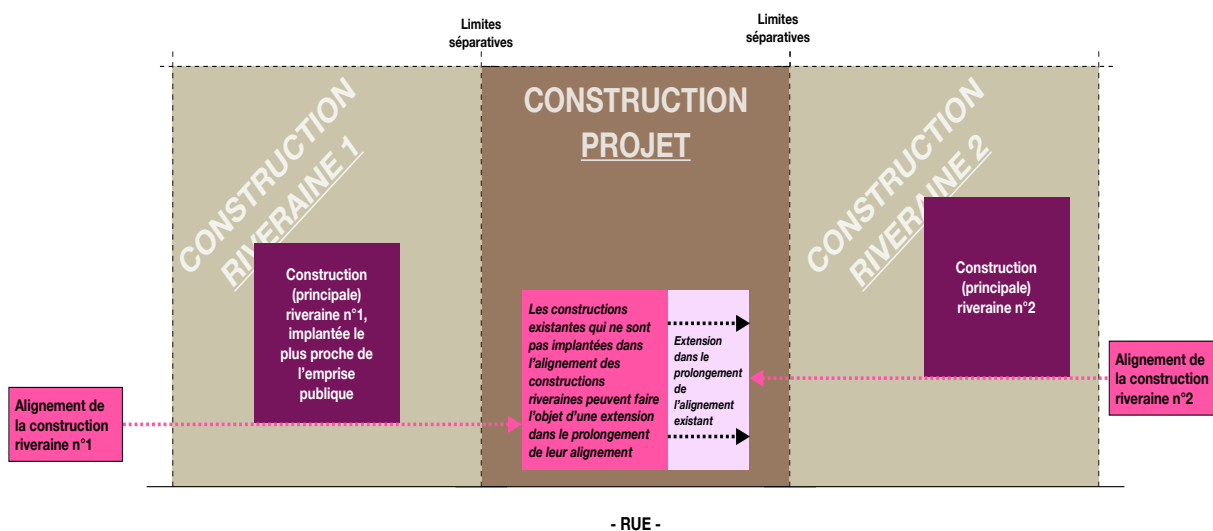 Limites
séparatives
Limites
séparatives
CONSTRUCTION
RIVERAINE 1
CONSTRUCTION
PROJET
CONSTRUCTION
RIVERAINE 2
Construction
(principale)
riveraine n°1,
implantée le
plus proche de
l'emprise
publique
Les constructions
existantes qui ne sont
pas implantées dans
l'alignement des
constructions
riveraines peuvent faire
l'objet d'une extension
dans le prolongement
de leur alignement
Extension
dans le
prolongement
de
l'alignement
existant
Construction
(principale)
riveraine n°2
Alignement de
la construction
riveraine n°1
Alignement de
la construction
riveraine n°2
- RUE -